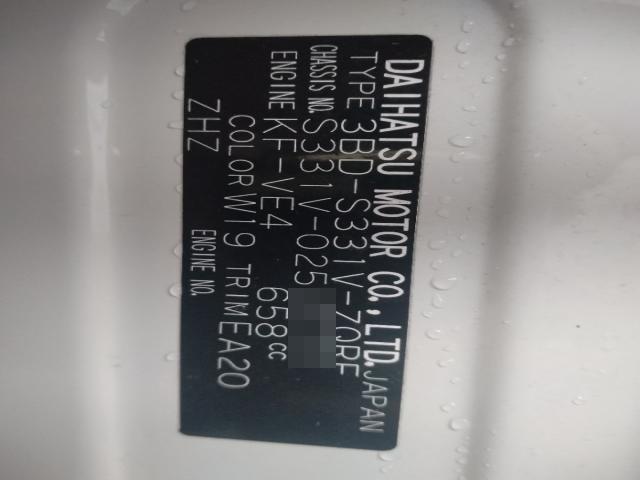 DAIHATSU MOTOR CO.,LTD. JAPAN
TYPE 3BD-S331V-ZQRF
CHASSIS NO. S331V-025
ENGINE KF-VE4 658cc
COLOR W19 TRIM EA20
ZHZ ENGINE NO.